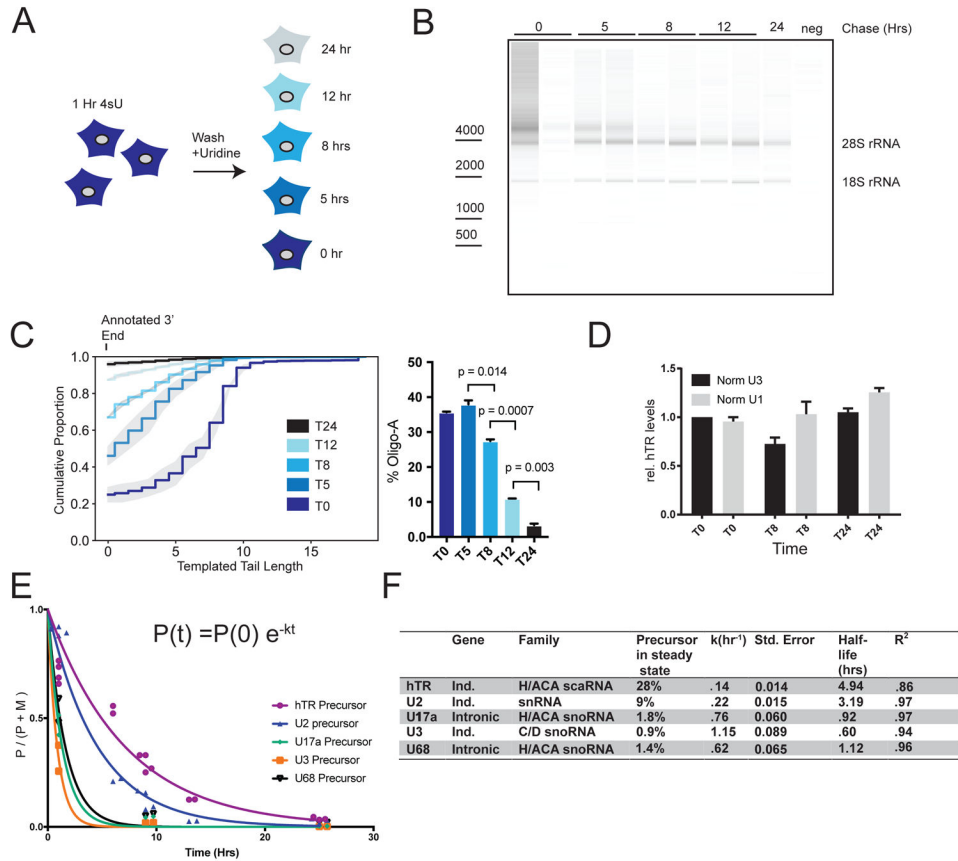 A
1 Hr 4sU
Wash
+Uridine
24 hr
12 hr
8 hrs
5 hrs
0 hr
B
0 5 8 12 24 neg Chase (Hrs)
4000
2000
1000
500
28S rRNA
18S rRNA
C
Annotated 3'
End
Cumulative Proportion
1.0
0.8
0.6
0.4
0.2
0.0
0 5 10 15
Templated Tail Length
T24
T12
T8
T5
T0
% Oligo-A
50
40
30
20
10
0
p = 0.014
p = 0.0007
p = 0.003
T0 T5 T8 T12 T24
D
rel. hTR levels
1.5
1.0
0.5
0.0
Norm U3
Norm U1
T0 T0 T8 T8 T24 T24
Time
E
P(t) =P(0) e-kt
P / (P + M)
1.0
0.5
0.0
0 10 20 30
Time (Hrs)
hTR Precursor
U2 precursor
U17a Precursor
U3 Precursor
U68 Precursor
F
Gene Family Precursor in steady state k(hr-1) Std. Error Half-life (hrs) R2
hTR Ind. H/ACA scaRNA 28% .14 0.014 4.94 .86
U2 Ind. snRNA 9% .22 0.015 3.19 .97
U17a Intronic H/ACA snoRNA 1.8% .76 0.060 .92 .97
U3 Ind. C/D snoRNA 0.9% 1.15 0.089 .60 .94
U68 Intronic H/ACA snoRNA 1.4% .62 0.065 1.12 .96